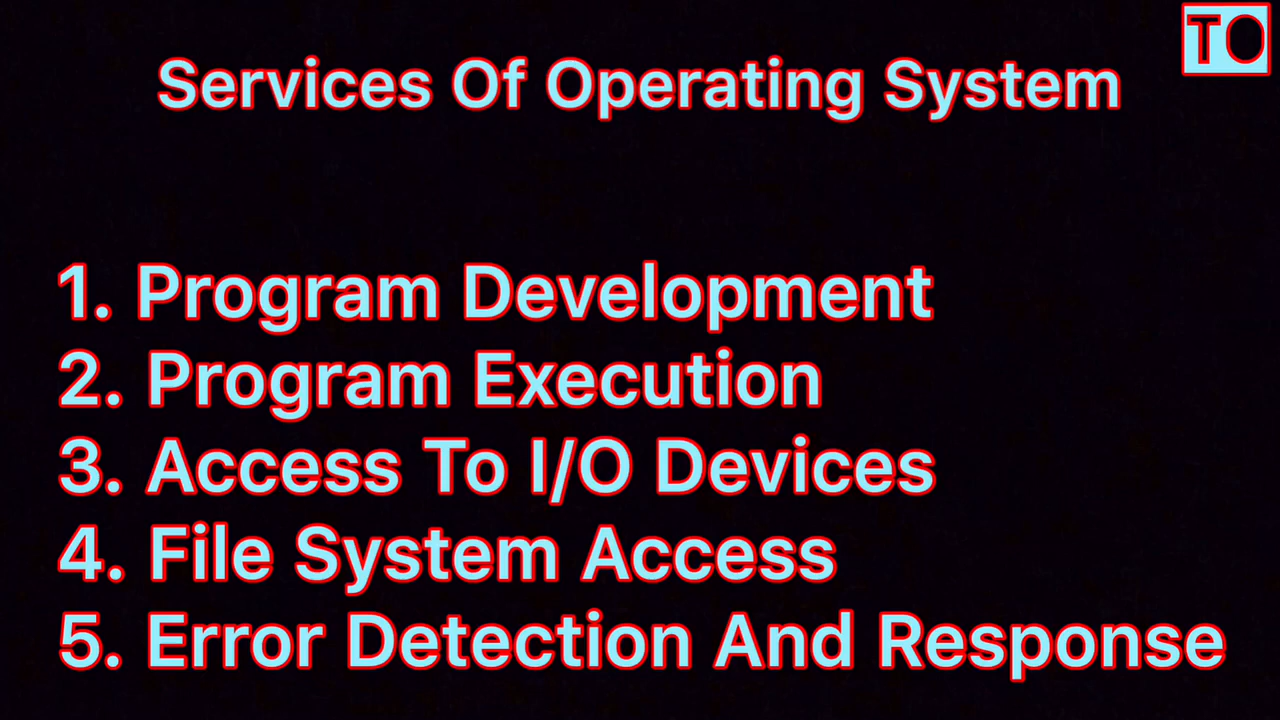 TO
Services Of Operating System
1. Program Development
2. Program Execution
3. Access To I/O Devices
4. File System Access
5. Error Detection And Response